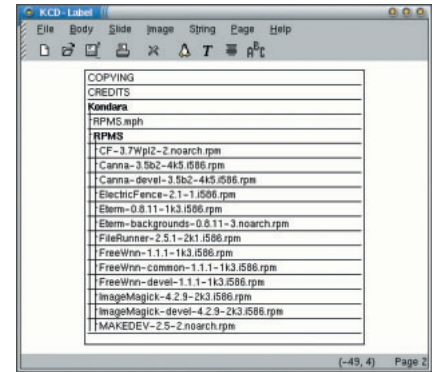 KCD-Label
File Body Slide Image String Page Help
T ABC
COPYING
CREDITS
Kondara
RPMS.mph
RPMS
CF-3.7Wpl2-2.noarch.rpm
Canna-3.5b2-4k5.i586.rpm
Canna-devel-3.5b2-4k5.i586.rpm
ElectricFence-2.1-1.i586.rpm
Eterm-0.8.11-1k3.i586.rpm
Eterm-backgrounds-0.8.11-3.noarch.rpm
FileRunner-2.5.1-2k1.i586.rpm
FreeWnn-1.1.1-1k3.i586.rpm
FreeWnn-common-1.1.1-1k3.i586.rpm
FreeWnn-devel-1.1.1-1k3.i586.rpm
ImageMagick-4.2.9-2k3.i586.rpm
ImageMagick-devel-4.2.9-2k3.i586.rpm
MAKEDEV-2.5-2.noarch.rpm
(-49, 4) Page 2